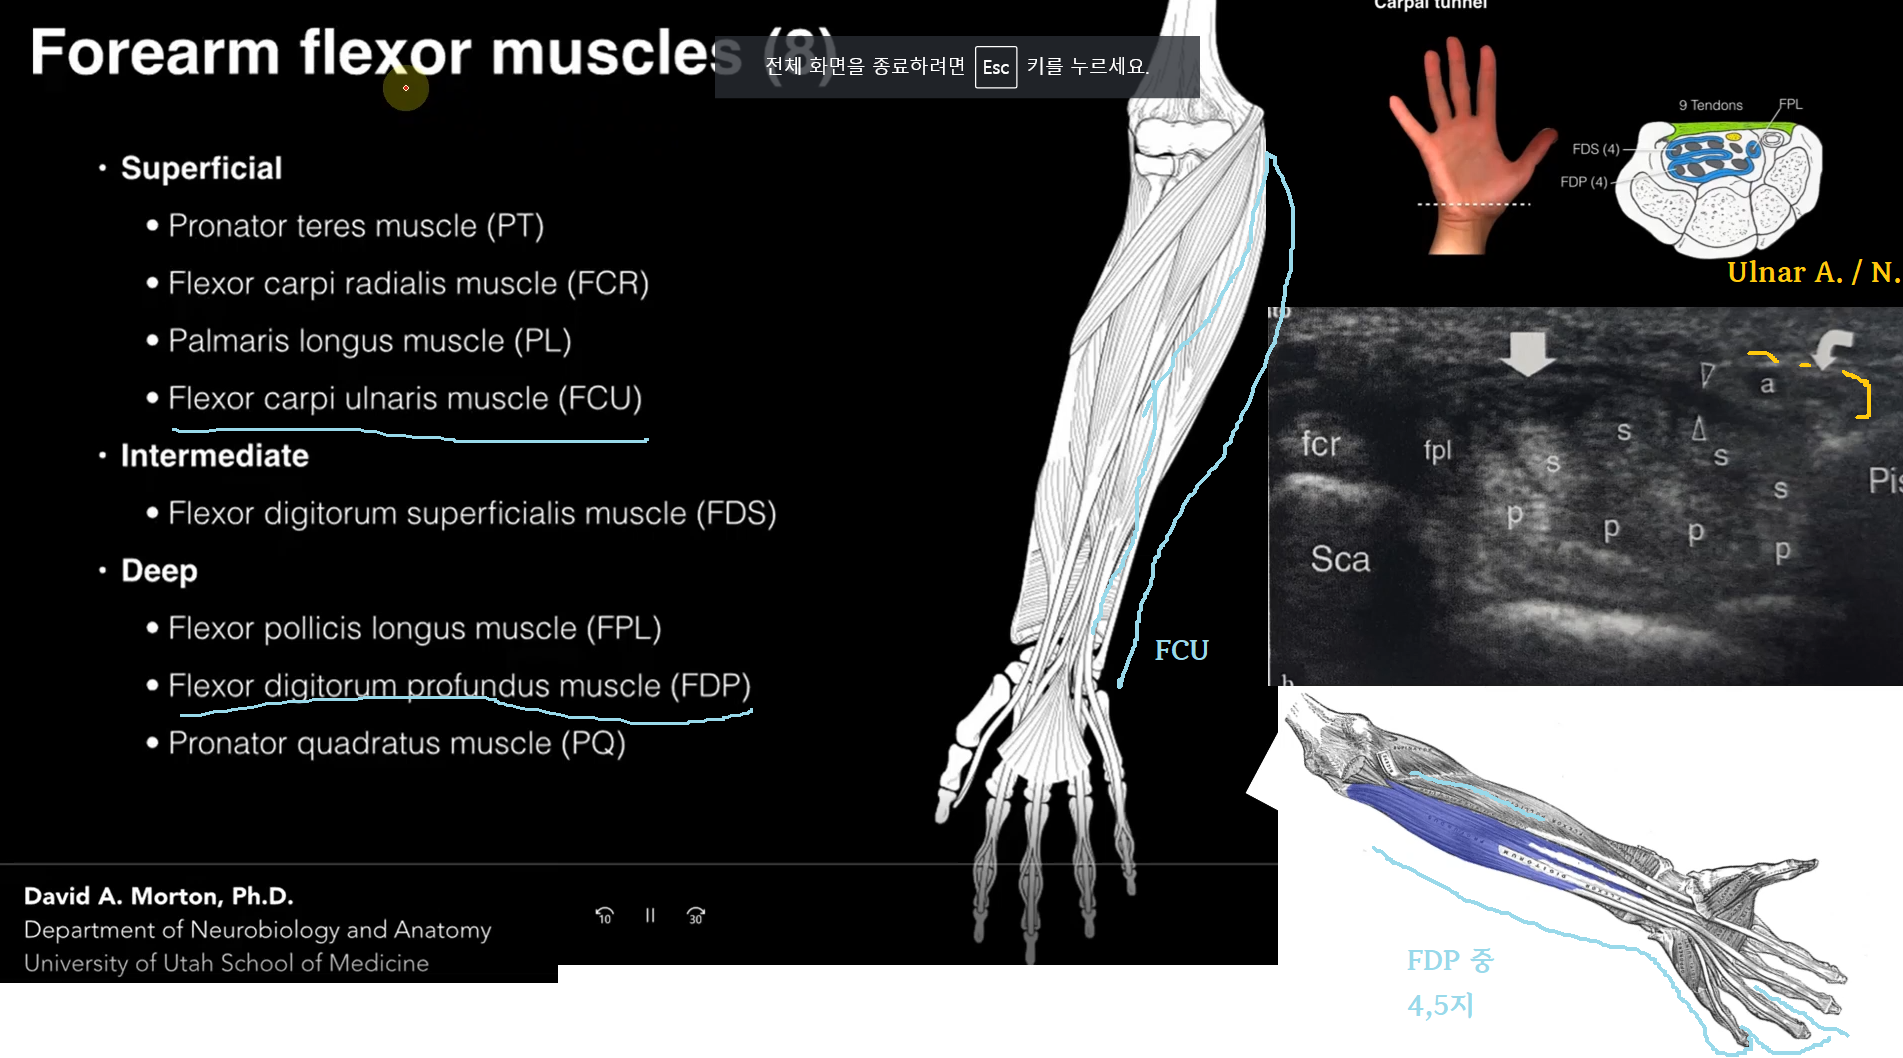 Forearm flexor muscles (8)
전체 화면을 종료하려면 Esc 키를 누르세요.
• Superficial
• Pronator teres muscle (PT)
• Flexor carpi radialis muscle (FCR)
• Palmaris longus muscle (PL)
• Flexor carpi ulnaris muscle (FCU)
• Intermediate
• Flexor digitorum superficialis muscle (FDS)
• Deep
• Flexor pollicis longus muscle (FPL)
• Flexor digitorum profundus muscle (FDP)
• Pronator quadratus muscle (PQ)
David A. Morton, Ph.D.
Department of Neurobiology and Anatomy
University of Utah School of Medicine
10
30
FCU
Carpal tunnel
9 Tendons
FPL
FDS (4)
FDP (4)
Ulnar A. / N.
a
fcr
fpl
s
s
s
s
Pis
p
p
p
p
Sca
b
SUPINATOR
FDP 중
4,5지